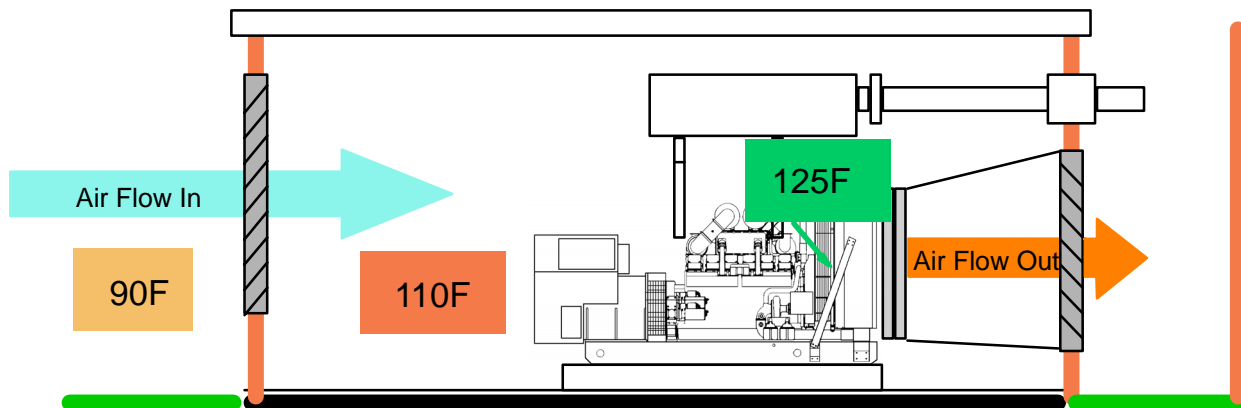 125F
Air Flow In
Air Flow Out
90F
110F